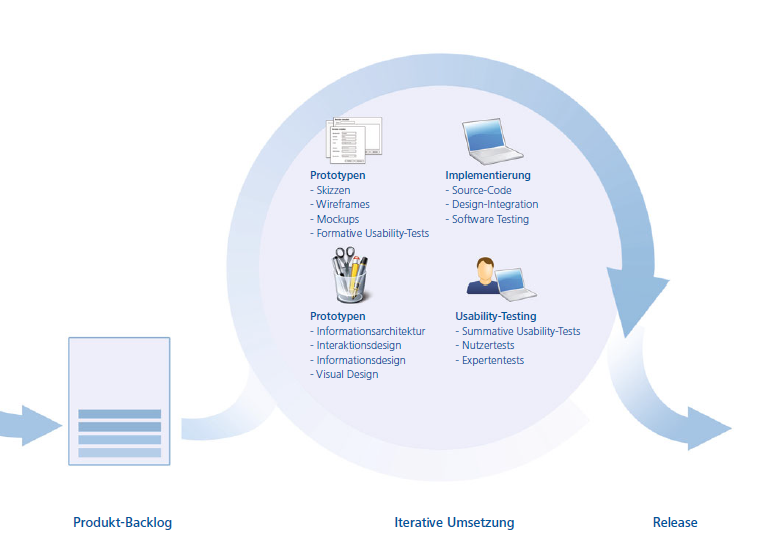 Prototypen
- Skizzen
- Wireframes
- Mockups
- Formative Usability-Tests
Implementierung
- Source-Code
- Design-Integration
- Software Testing
Prototypen
- Informationsarchitektur
- Interaktionsdesign
- Informationsdesign
- Visual Design
Usability-Testing
- Summative Usability-Tests
- Nutzertests
- Expertentests
Produkt-Backlog
Iterative Umsetzung
Release